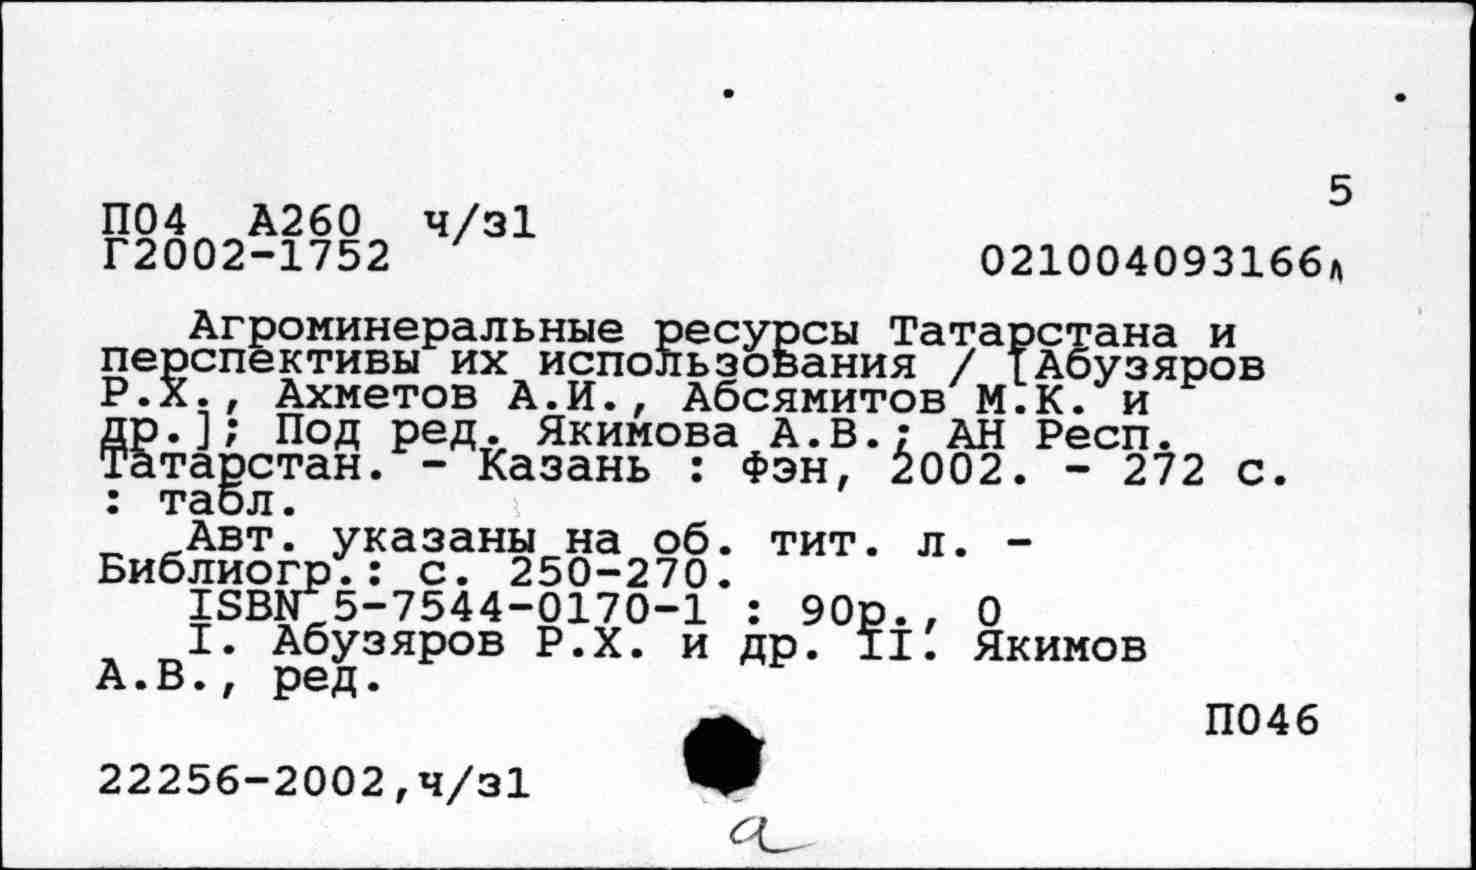 5
П04 А260 ч/з1
Г2002-1752
021004093166л
Агроминеральные ресурсы Татарстана и
перспективы их использования / [Абузяров
Р.Х., Ахметов А.И., Абсямитов М.К. и
др.]; Под ред. Якимова А.В.; АН Респ.
Татарстан. - Казань : Фэн, 2002. - 272 с.
: табл.
Авт. указаны на об. тит. л. -
Библиогр.: с. 250-270.
ISBN 5-7544-0170-1 : 90р., 0
I. Абузяров Р.Х. и др. II. Якимов
А.В., ред.
П046
22256-2002,ч/з1
а